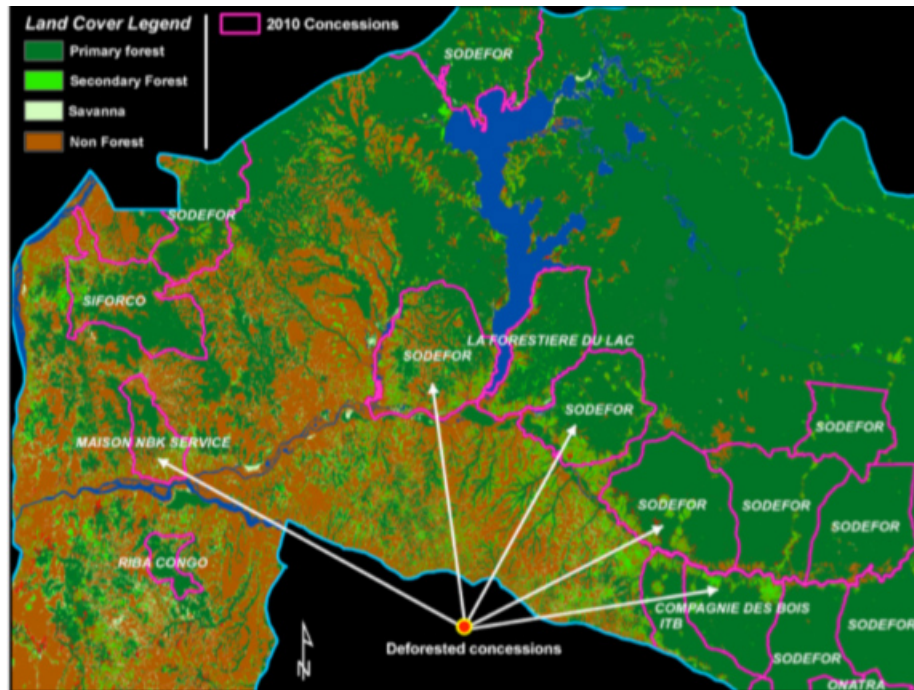 Land Cover Legend
Primary forest
Secondary Forest
Savanna
Non Forest
2010 Concessions
SODEFOR
SODEFOR
SIFORCO
LA FORESTIERE DU LAC
SODEFOR
SODEFOR
SODEFOR
MAISON NBK SERVICE
SODEFOR
SODEFOR
RIBA CONGO
COMPAGNIE DES BOIS
ITB
SODEFOR
SODEFOR
Deforested concessions
N
ONATRA